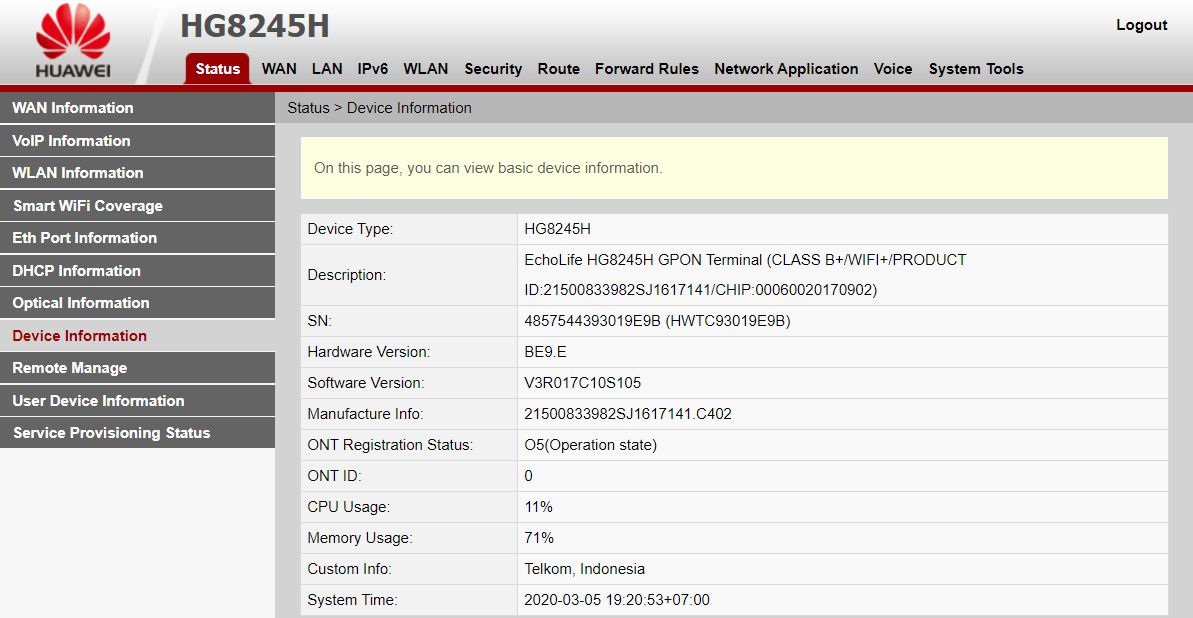 HUAWEI
HG8245H
Logout
Status WAN LAN IPv6 WLAN Security Route Forward Rules Network Application Voice System Tools
WAN Information
VoIP Information
WLAN Information
Smart WiFi Coverage
Eth Port Information
DHCP Information
Optical Information
Device Information
Remote Manage
User Device Information
Service Provisioning Status
Status > Device Information
On this page, you can view basic device information.
Device Type: HG8245H
Description: EchoLife HG8245H GPON Terminal (CLASS B+/WIFI+/PRODUCT
ID:21500833982SJ1617141/CHIP:00060020170902)
SN: 4857544393019E9B (HWTC93019E9B)
Hardware Version: BE9.E
Software Version: V3R017C10S105
Manufacture Info: 21500833982SJ1617141.C402
ONT Registration Status: O5(Operation state)
ONT ID: 0
CPU Usage: 11%
Memory Usage: 71%
Custom Info: Telkom, Indonesia
System Time: 2020-03-05 19:20:53+07:00